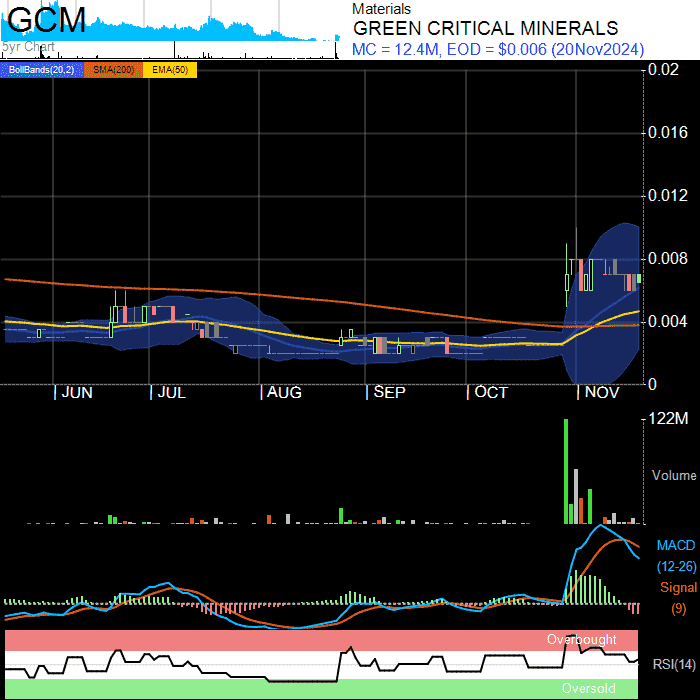 GCM
5yr Chart
Materials
GREEN CRITICAL MINERALS
MC = 12.4M, EOD = $0.006 (20Nov2024)
BollBands(20,2) SMA(200) EMA(50)
0.02
0.016
0.012
0.008
0.004
0
| JUN | JUL | AUG | SEP | OCT | NOV
122M
Volume
MACD
(12-26)
Signal
(9)
Overbought
RSI(14)
Oversold